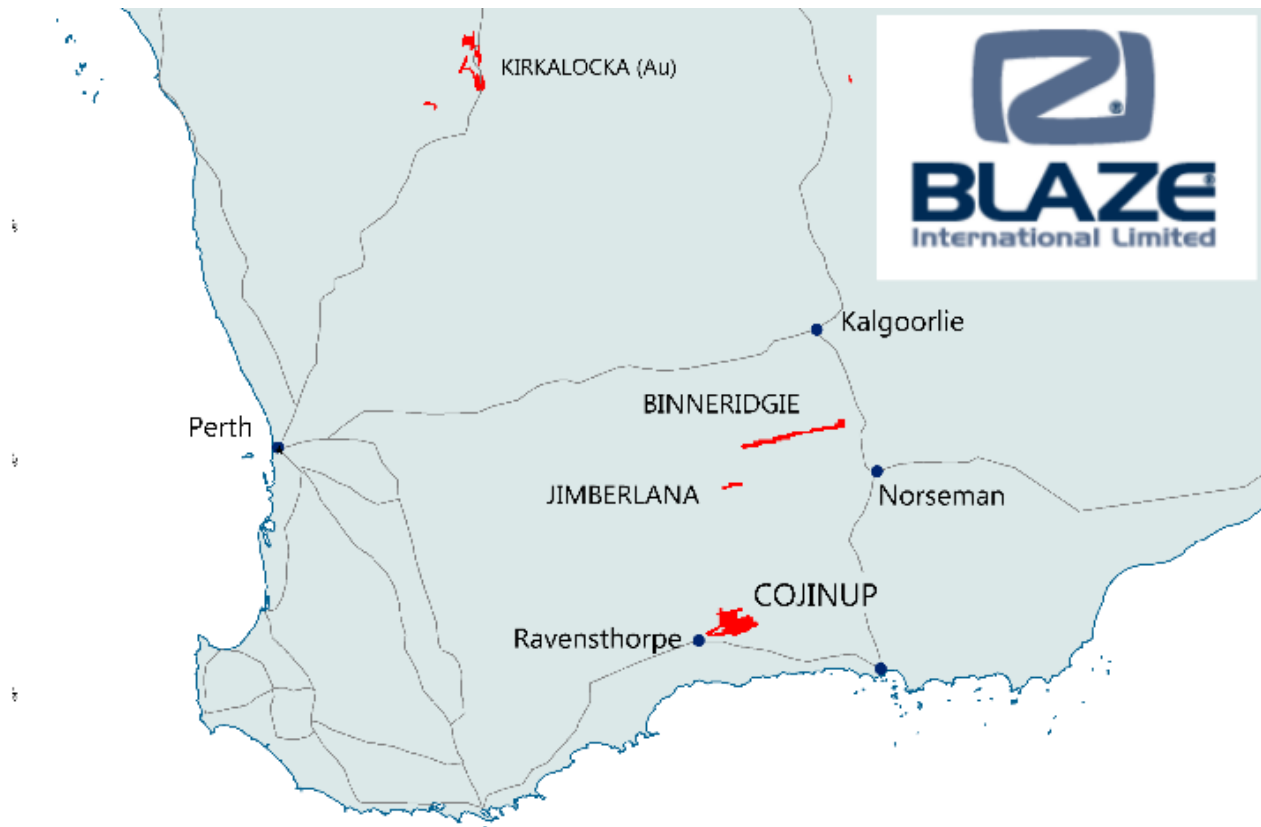 KIRKALOCKA (Au)
BLAZE®
International Limited
Kalgoorlie
BINNERIDGIE
Perth
JIMBERLANA
Norseman
COJINUP
Ravensthorpe